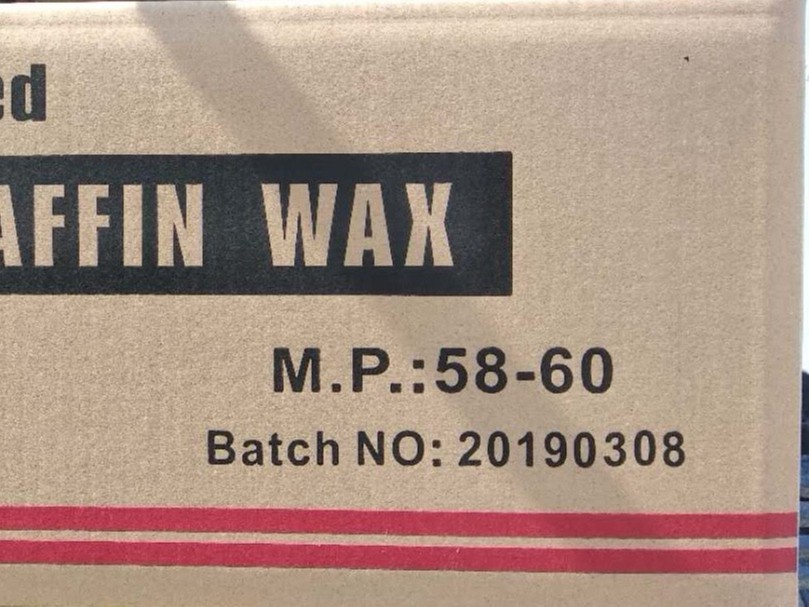 ed
AFFIN WAX
M.P.:58-60
Batch NO: 20190308